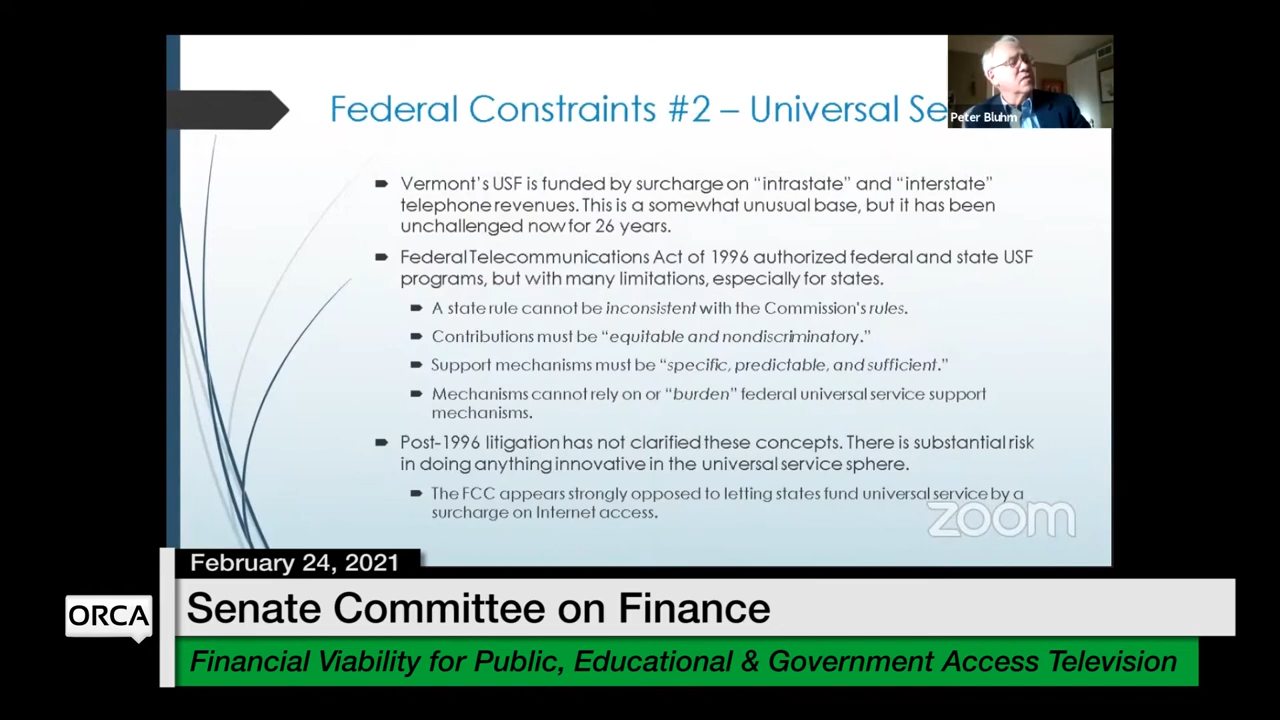 Federal Constraints #2 – Universal Se
Peter Bluhm
Vermont's USF is funded by surcharge on "intrastate" and "interstate"
telephone revenues. This is a somewhat unusual base, but it has been
unchallenged now for 26 years.
Federal Telecommunications Act of 1996 authorized federal and state USF
programs, but with many limitations, especially for states.
A state rule cannot be inconsistent with the Commission's rules.
Contributions must be "equitable and nondiscriminatory."
Support mechanisms must be "specific, predictable, and sufficient."
Mechanisms cannot rely on or "burden" federal universal service support
mechanisms.
Post-1996 litigation has not clarified these concepts. There is substantial risk
in doing anything innovative in the universal service sphere.
The FCC appears strongly opposed to letting states fund universal service by a
surcharge on Internet access.
zoom
February 24, 2021
ORCA
Senate Committee on Finance
Financial Viability for Public, Educational & Government Access Television